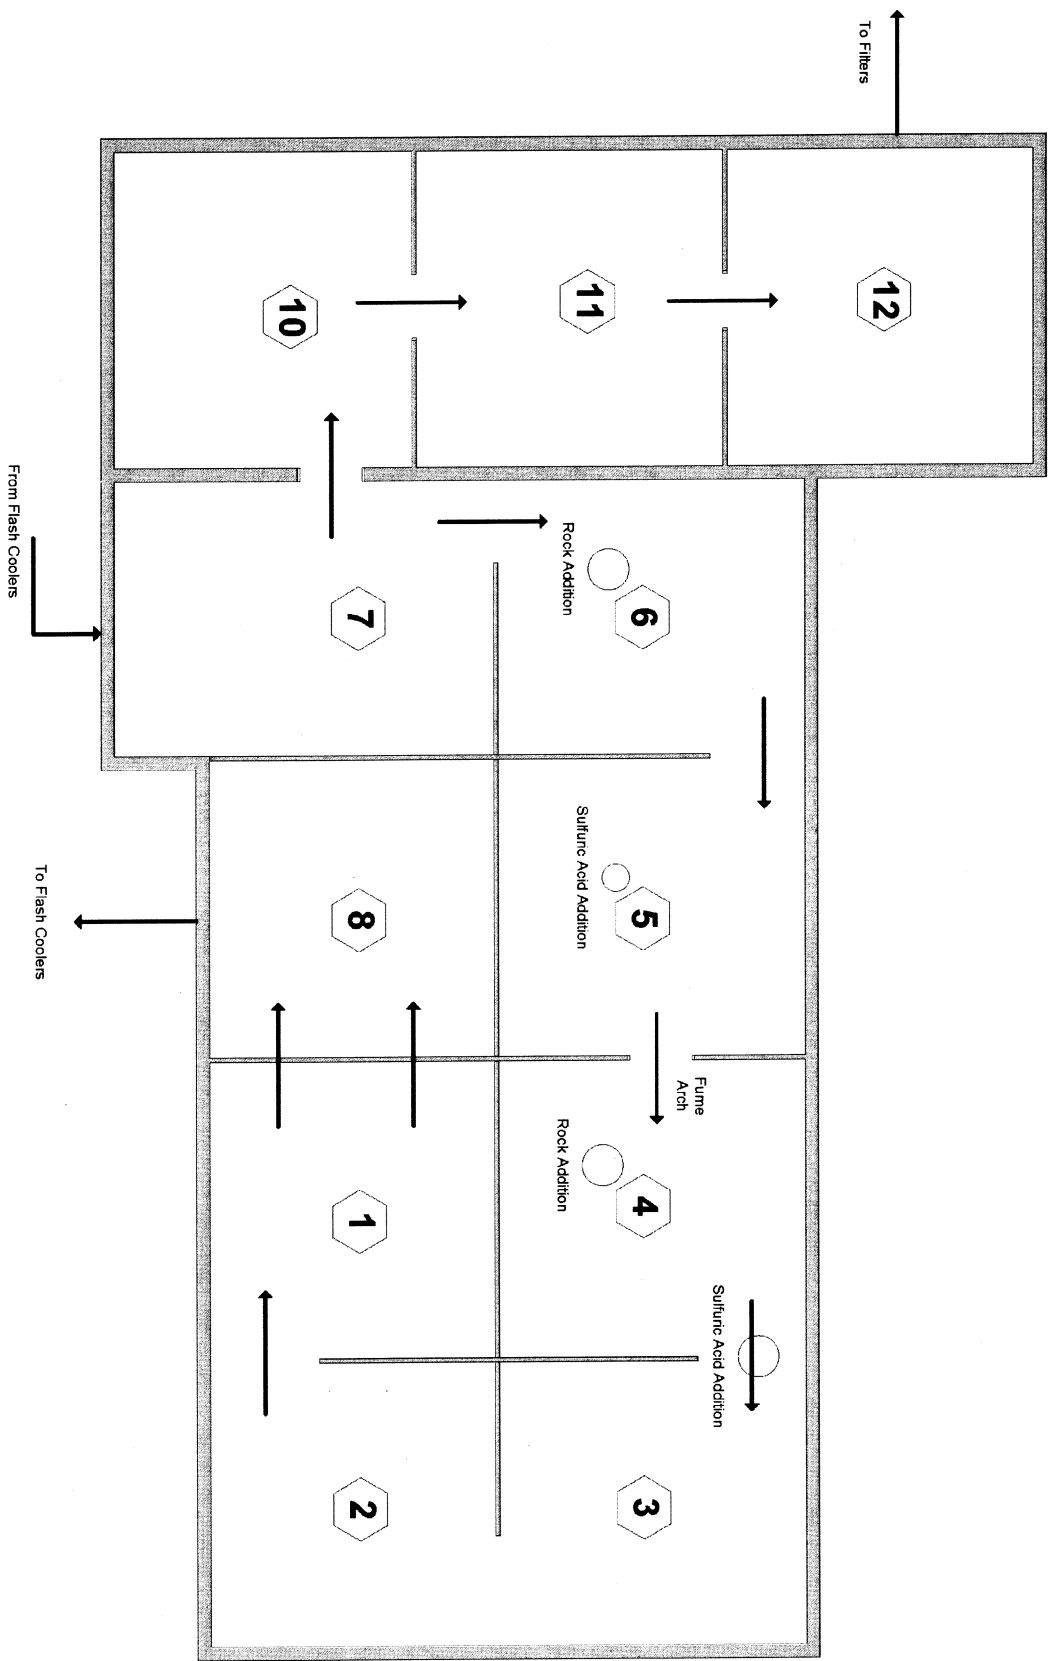 To Filters
12
Sulfuric Acid Addition
Fume
Arch
6
5
4
3
11
Sulfuric Acid Addition
Rock Addition
Rock Addition
7
8
1
2
10
To Flash Coolers
From Flash Coolers